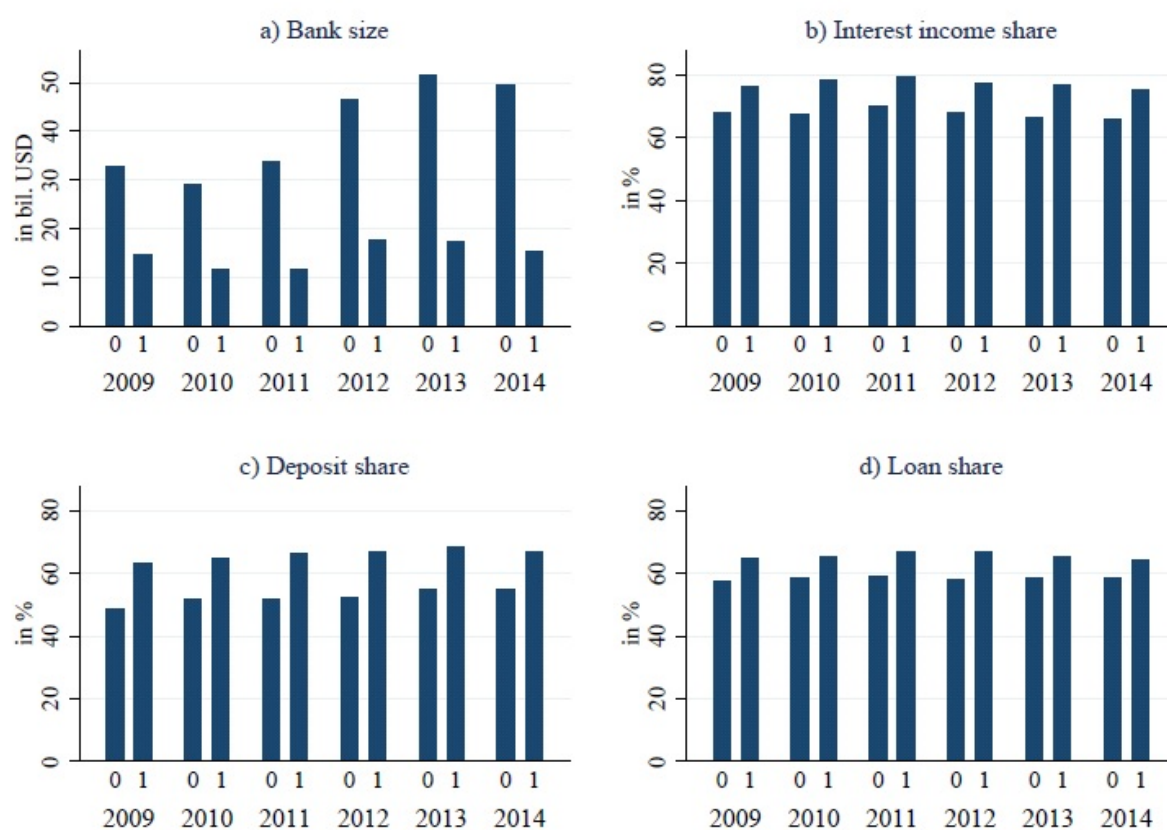 a) Bank size
in bil. USD
50
40
30
20
10
0
0 1 0 1 0 1 0 1 0 1 0 1
2009 2010 2011 2012 2013 2014
b) Interest income share
in %
80
60
40
20
0
0 1 0 1 0 1 0 1 0 1 0 1
2009 2010 2011 2012 2013 2014
c) Deposit share
in %
80
60
40
20
0
0 1 0 1 0 1 0 1 0 1 0 1
2009 2010 2011 2012 2013 2014
d) Loan share
in %
80
60
40
20
0
0 1 0 1 0 1 0 1 0 1 0 1
2009 2010 2011 2012 2013 2014